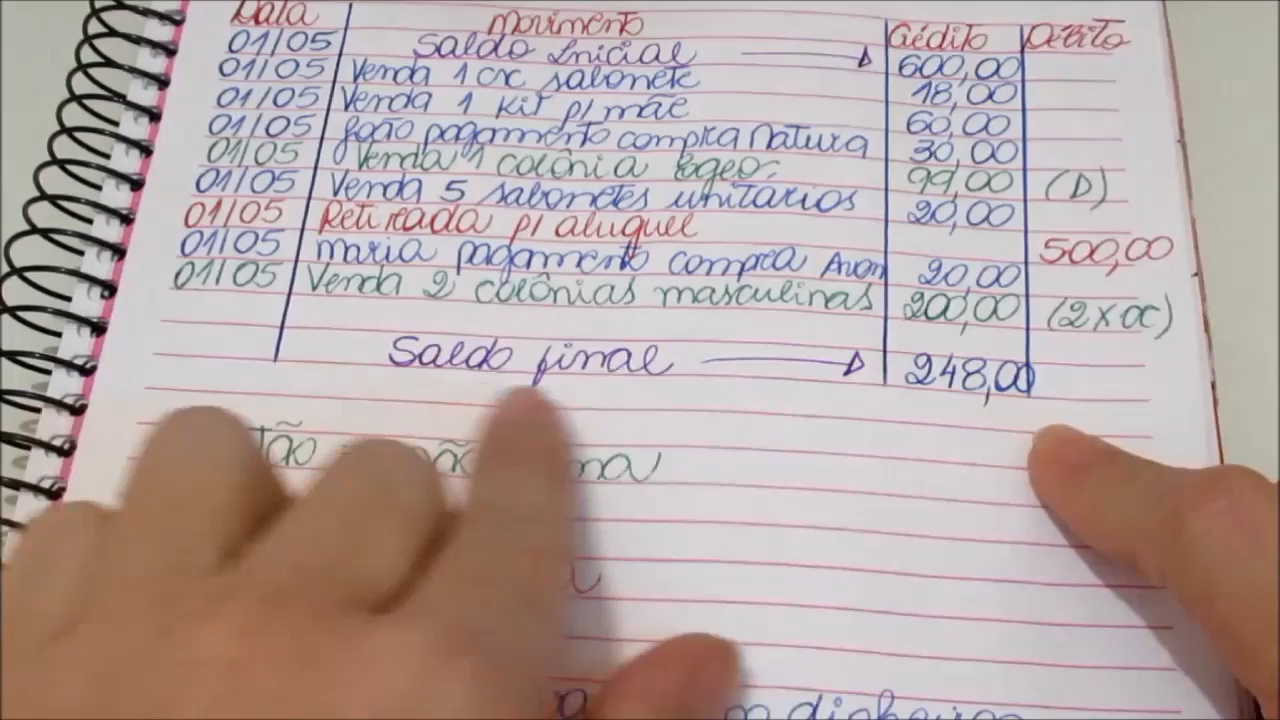 Data Movimento Crédito Débito
01/05 Saldo Inicial 600,00
01/05 Venda 1 cx sabonete 18,00
01/05 Venda 1 Kit p/ mãe 60,00
01/05 João pagamento compra Natura 30,00
01/05 Venda 1 colônia Egeo 99,00 (D)
01/05 Venda 5 sabonetes unitários 20,00
01/05 Retirada p/ aluguel 500,00
01/05 Maria pagamento compra Avon 20,00
01/05 Venda 2 colônias masculinas 200,00 (2x CC)
Saldo final 248,00
dinheiro